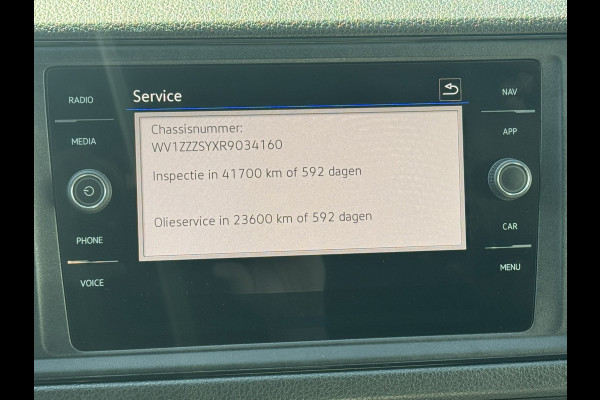 RADIO
MEDIA
PHONE
VOICE
Service
Chassisnummer:
WV1ZZZSYXR9034160
Inspectie in 41700 km of 592 dagen
Olieservice in 23600 km of 592 dagen
NAV
APP
CAR
MENU